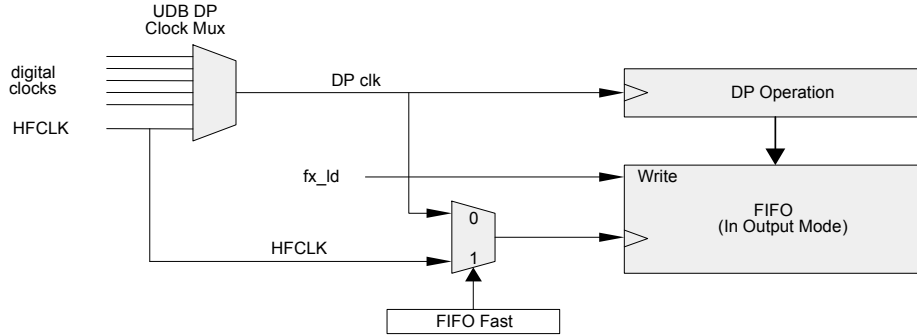 UDB DP
Clock Mux
digital
clocks
HFCLK
DP clk
DP Operation
fx_ld
Write
FIFO
(In Output Mode)
0
1
HFCLK
FIFO Fast